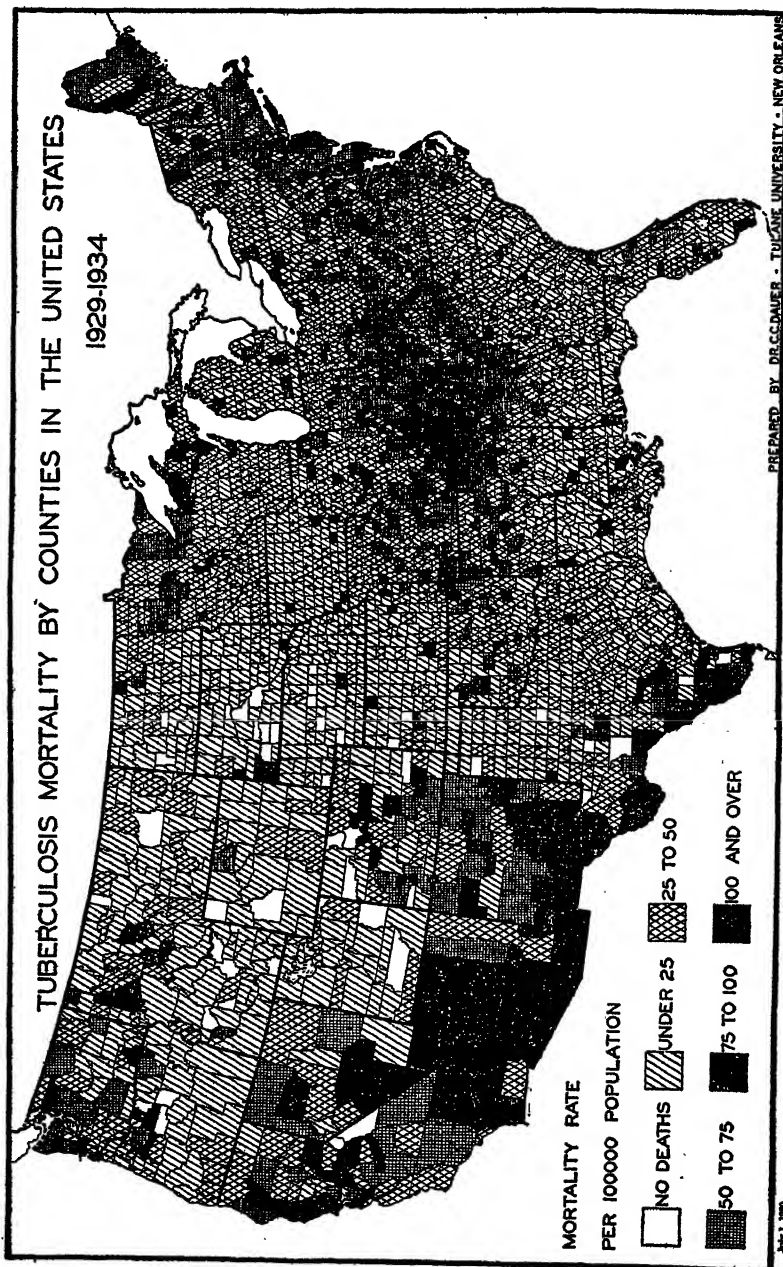 TUBERCULOSIS MORTALITY BY COUNTIES IN THE UNITED STATES
1929-1934
MORTALITY RATE
PER 100000 POPULATION
NO DEATHS
UNDER 25
25 TO 50
50 TO 75
75 TO 100
100 AND OVER
PREPARED BY DR.C.C.DAUER - TULANE UNIVERSITY - NEW ORLEANS